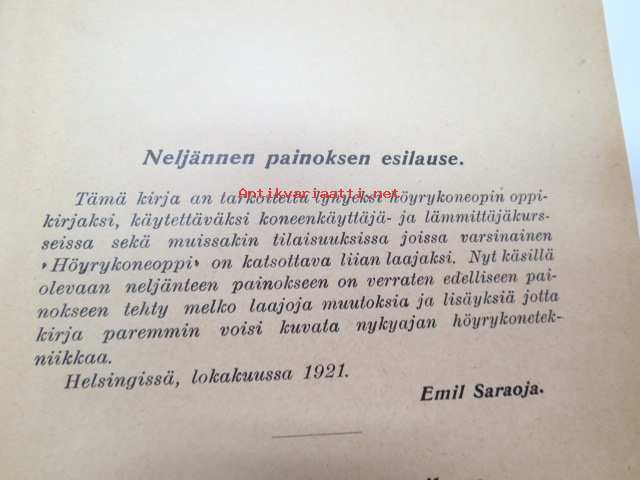 Neljännen painoksen esilause.
Antikvariaatti.net
Tämä kirja an tarkoitettu lyhyeksi höyrykoneopin oppi-
kirjaksi, käytettäväksi koneenkäyttäjä- ja lämmittäjäkurs-
seissa sekä muissakin tilaisuuksissa joissa varsinainen
»Höyrykoneoppi» on katsottava liian laajaksi. Nyt käsillä
olevaan neljänteen painokseen on verraten edelliseen pai-
nokseen tehty melko laajoja muutoksia ja lisäyksiä jotta
kirja paremmin voisi kuvata nykyajan höyrykonetek-
niikkaa.
Helsingissä, lokakuussa 1921.
Emil Saraoja.